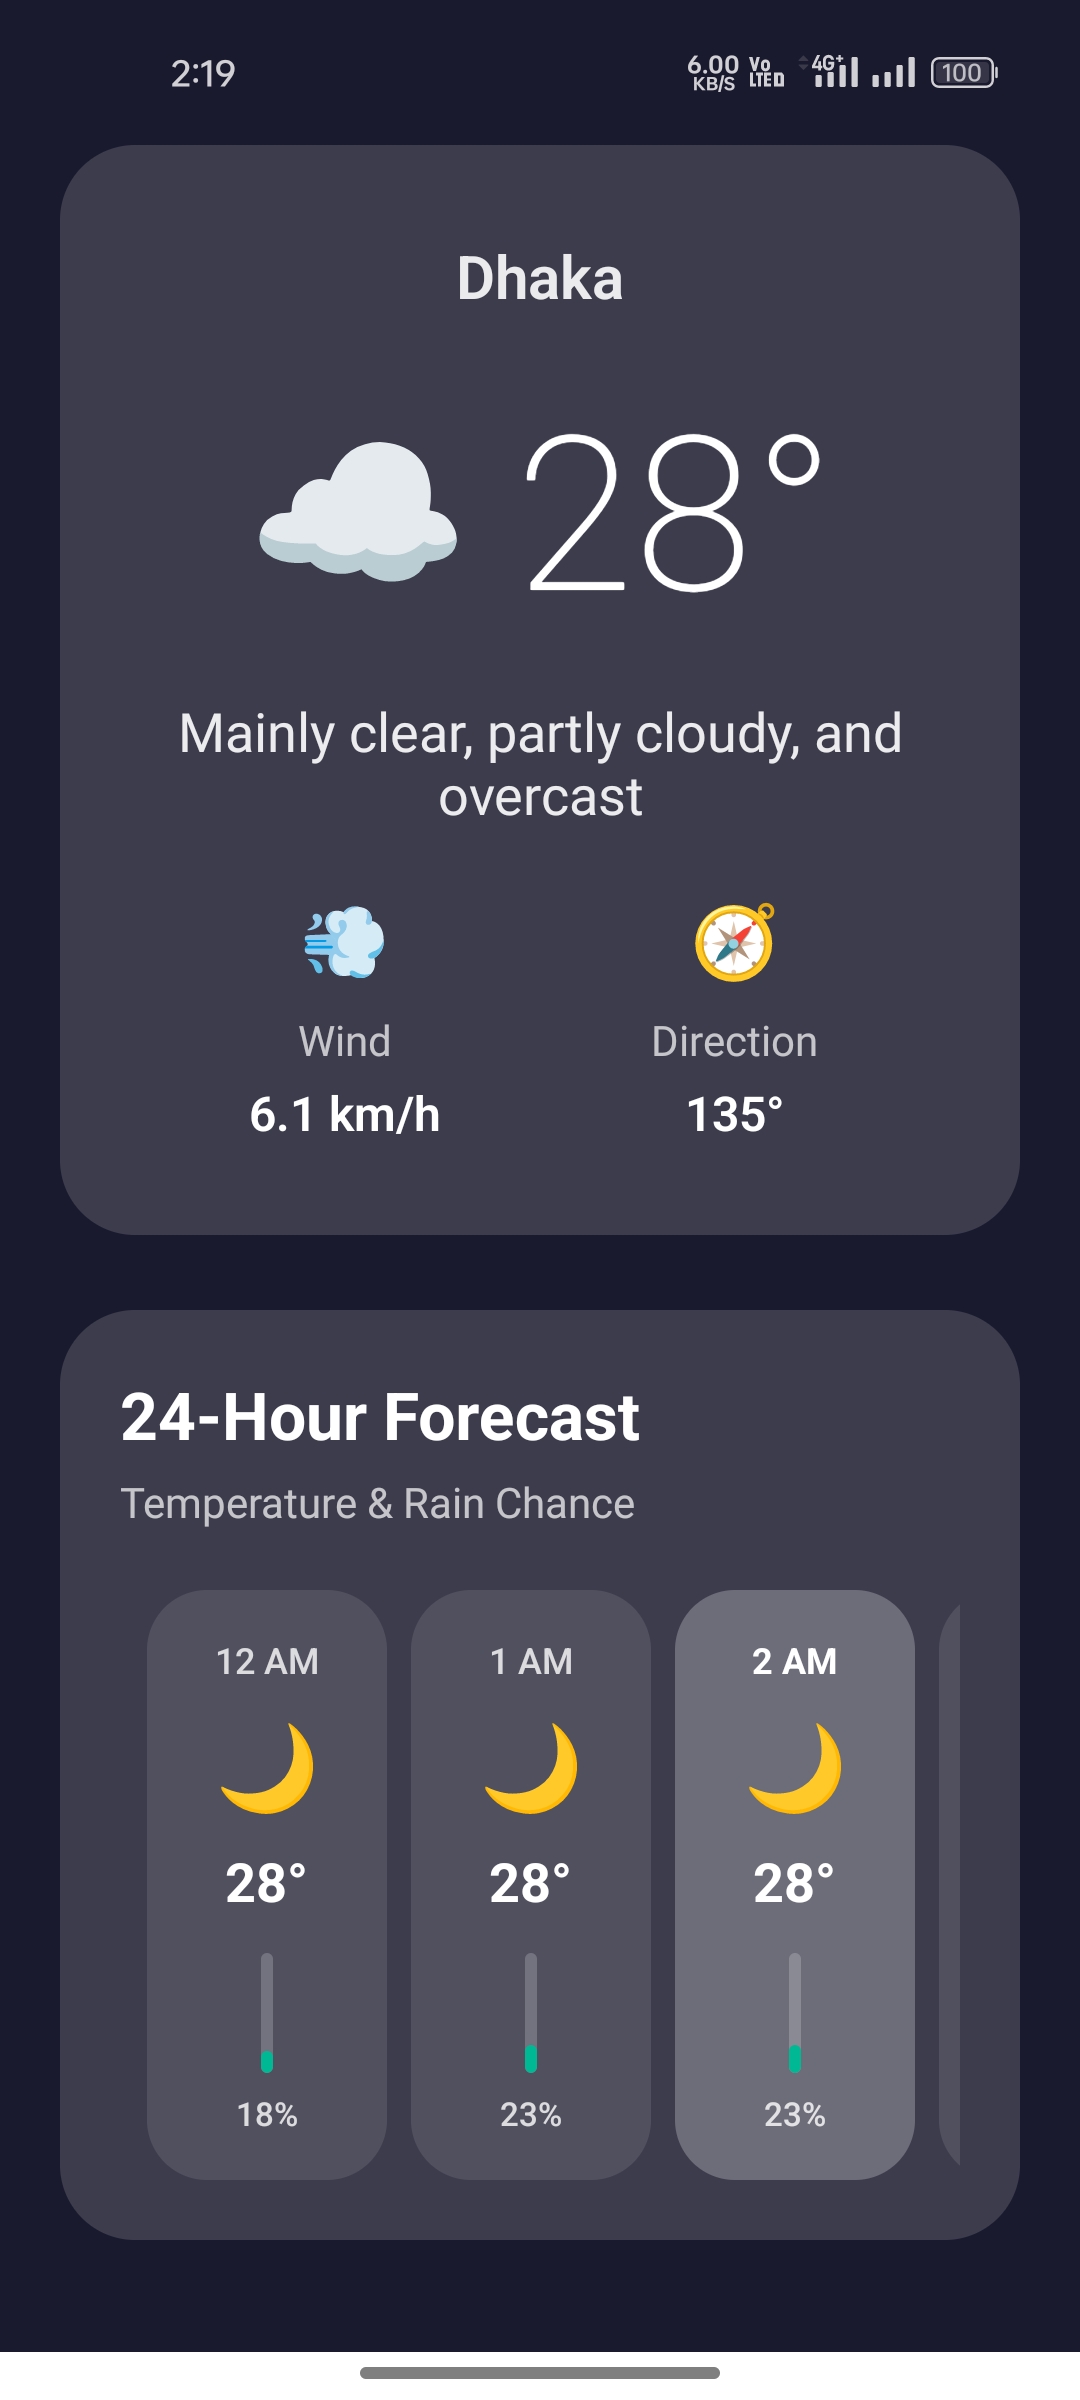 2:19
6.00 KB/S
Vo LTED
4G+
100
Dhaka
28°
Mainly clear, partly cloudy, and
overcast
Wind
Direction
6.1 km/h
135°
24-Hour Forecast
Temperature & Rain Chance
12 AM
1 AM
2 AM
28°
28°
28°
18%
23%
23%